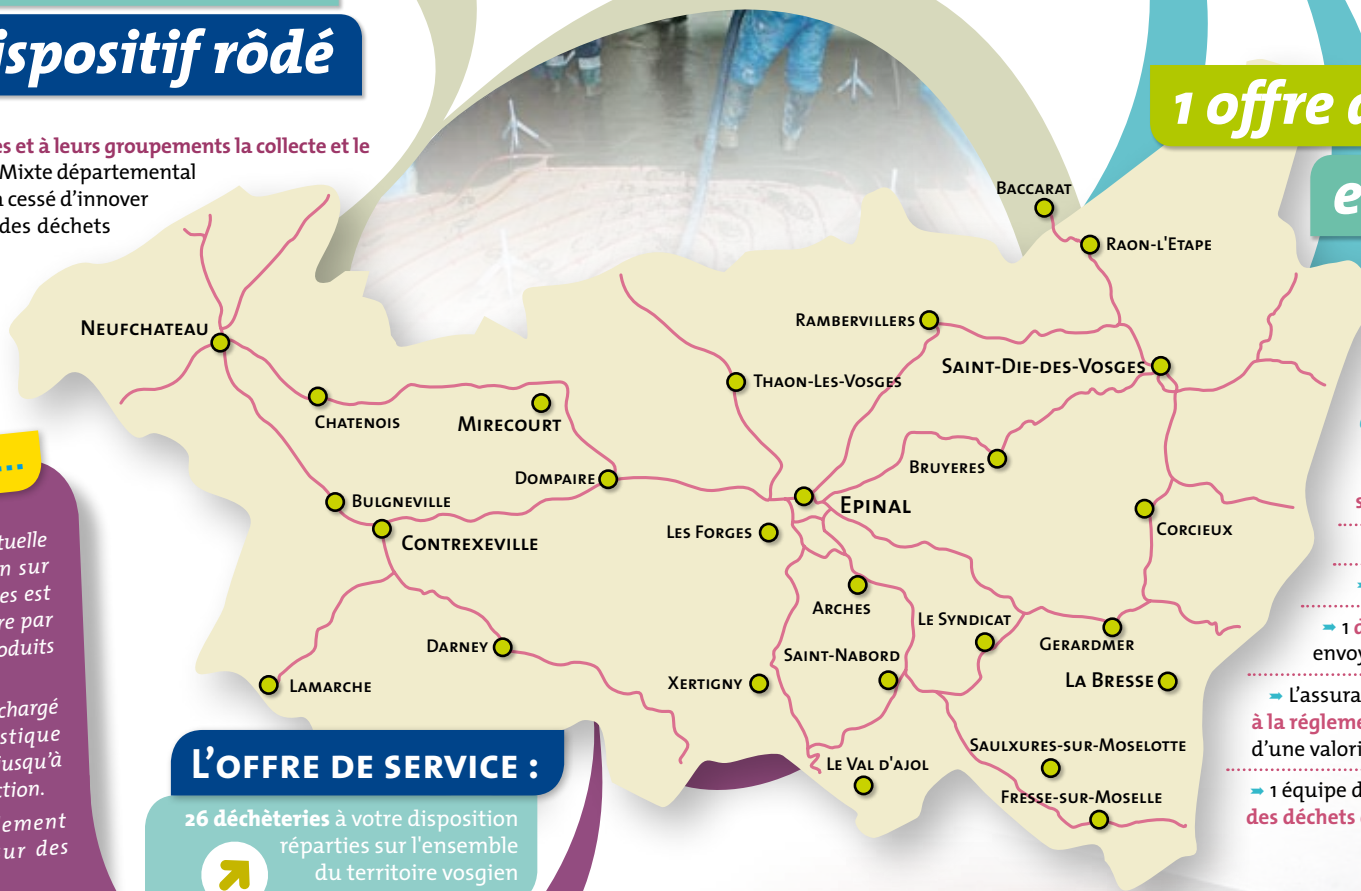 ispositif rôdé
es et à leurs groupements la collecte et le
Mixte départemental
a cessé d'innover
des déchets
1 offre
BACCARAT
RAON-L'ETAPE
NEUFCHATEAU
RAMBERVILLERS
SAINT-DIE-DES-VOSGES
THAON-LES-VOSGES
CHATENOIS
MIRECOURT
BRUYERES
DOMPAIRE
BULGNEVILLE
EPINAL
CONTREXEVILLE
LES FORGES
CORCIEUX
ARCHES
LE SYNDICAT
GERARDMER
DARNEY
SAINT-NABORD
XERTIGNY
LA BRESSE
LAMARCHE
SAULXURES-SUR-MOSELOTTE
LE VAL D'AJOL
FRESSE-SUR-MOSELLE
...
tuelle
n sur
es est
re par
oduits
chargé
stique
usqu'à
ction.
lement
ur des
L'OFFRE DE SERVICE :
26 déchèteries à votre disposition
réparties sur l'ensemble
du territoire vosgien
➡ 1 d
envoy
➡ L'assura
à la régleme
d'une valori
➡ 1 équipe d
des déchets